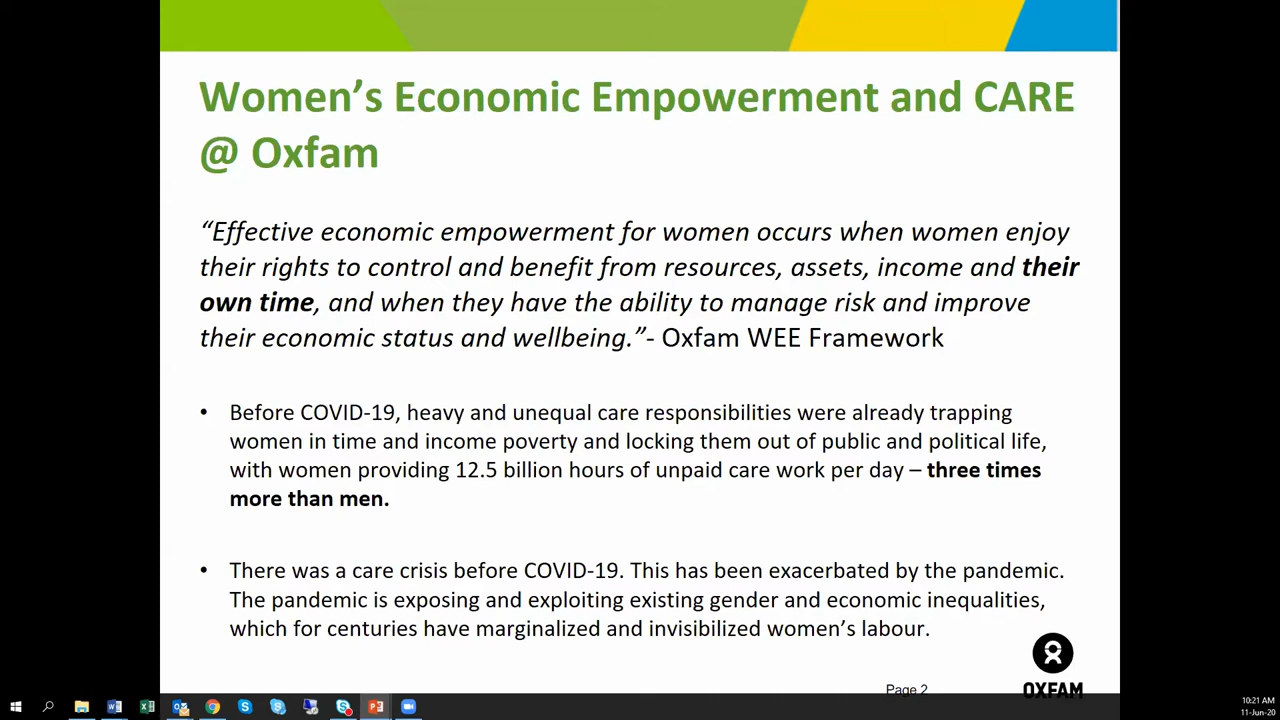 Women’s Economic Empowerment and CARE
@ Oxfam
“Effective economic empowerment for women occurs when women enjoy
their rights to control and benefit from resources, assets, income and their
own time, and when they have the ability to manage risk and improve
their economic status and wellbeing.”- Oxfam WEE Framework
• Before COVID-19, heavy and unequal care responsibilities were already trapping
women in time and income poverty and locking them out of public and political life,
with women providing 12.5 billion hours of unpaid care work per day – three times
more than men.
• There was a care crisis before COVID-19. This has been exacerbated by the pandemic.
The pandemic is exposing and exploiting existing gender and economic inequalities,
which for centuries have marginalized and invisibilized women’s labour.
Page 2
OXFAM
10:21 AM
11-Jun-20